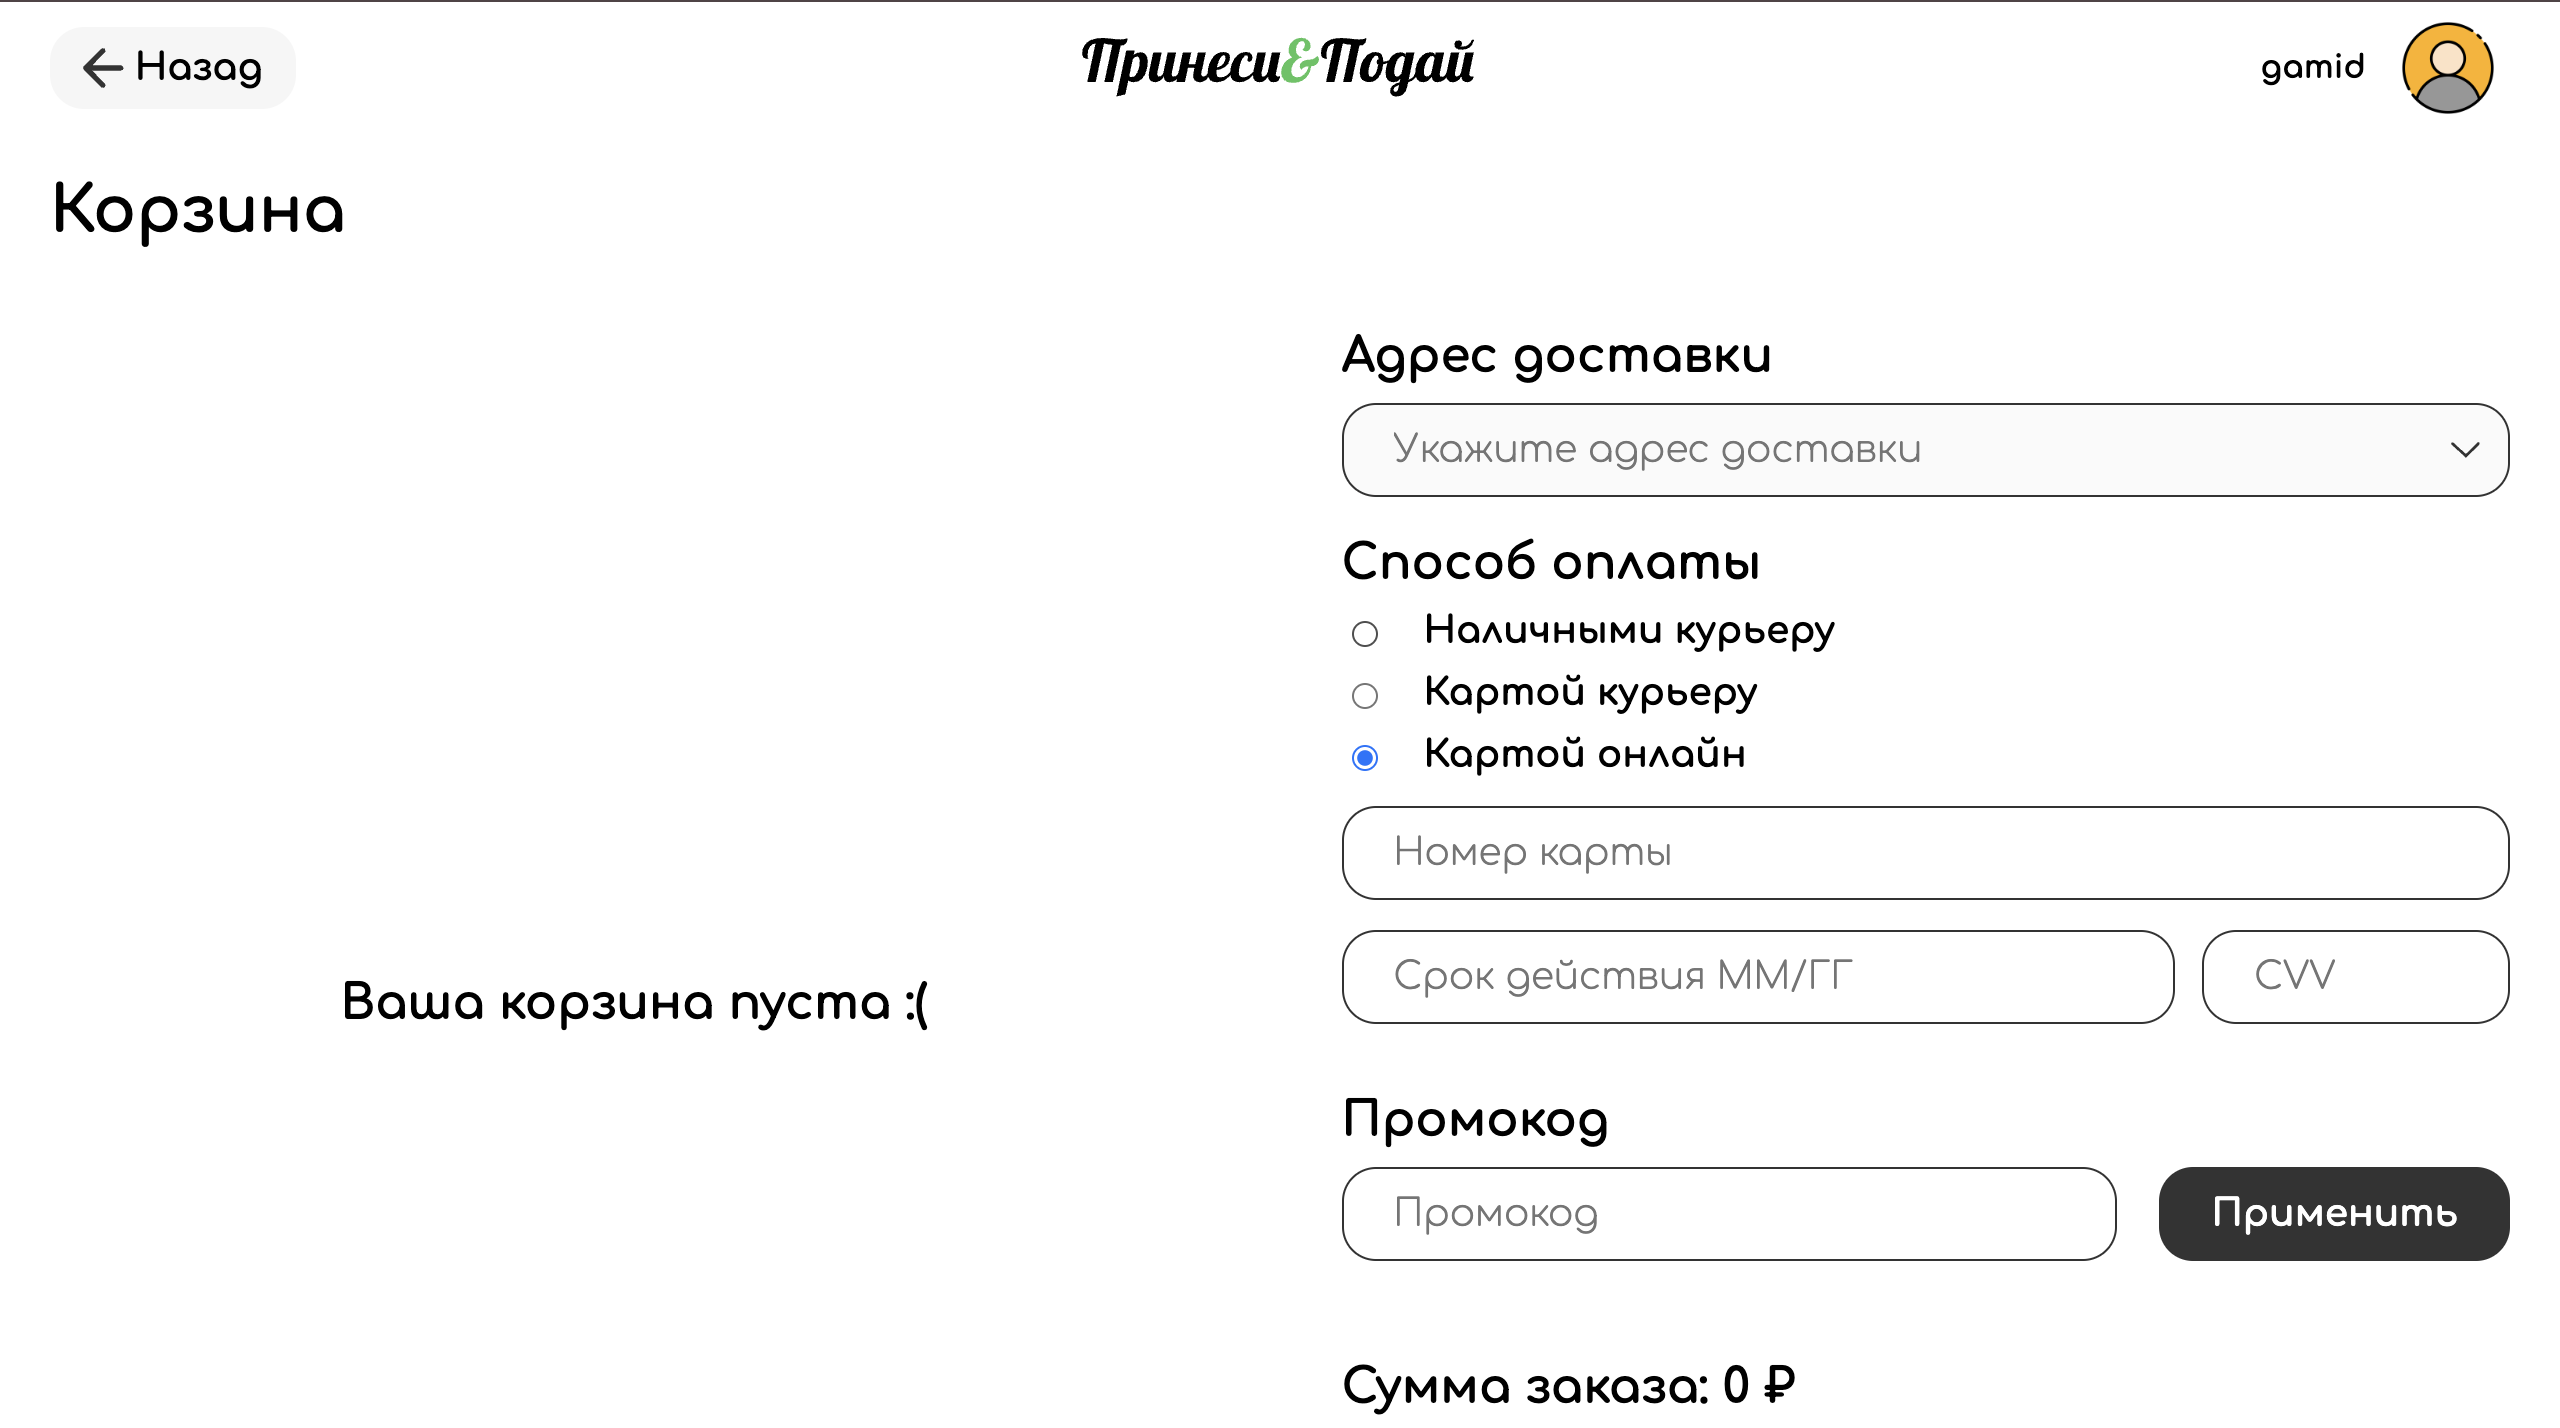 Назад
Принеси&Подай
gamid
Корзина
Адрес доставки
Укажите адрес доставки
Способ оплаты
Наличными курьеру
Картой курьеру
Картой онлайн
Номер карты
Срок действия ММ/ГГ
CVV
Ваша корзина пуста :(
Промокод
Промокод
Применить
Сумма заказа: 0 ₽